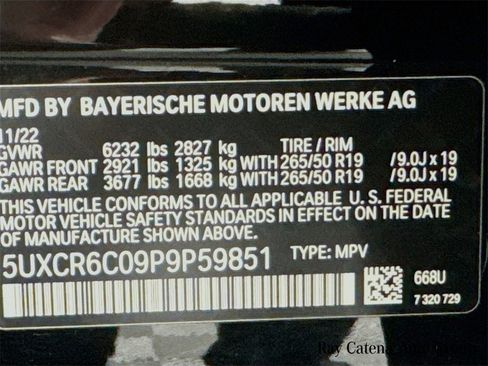 MFD BY BAYERISCHE MOTOREN WERKE AG
11/22
GVWR 6232 lbs 2827 kg TIRE / RIM
GAWR FRONT 2921 lbs 1325 kg WITH 265/50 R19 /9.0J x 19
GAWR REAR 3677 lbs 1668 kg WITH 265/50 R19 /9.0J x 19
THIS VEHICLE CONFORMS TO ALL APPLICABLE U. S. FEDERAL
MOTOR VEHICLE SAFETY STANDARDS IN EFFECT ON THE DATE
OF MANUFACTURE SHOWN ABOVE.
5UXCR6C09P9P59851 TYPE: MPV
668U
7 320 729
Ray Catena